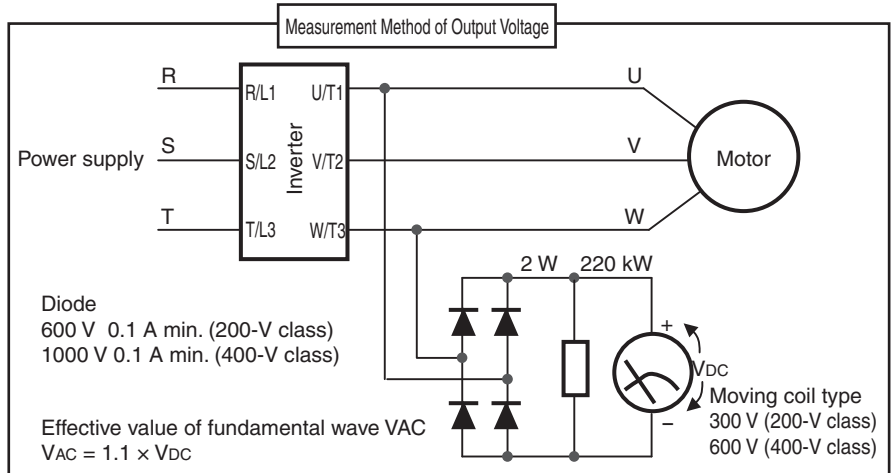 Measurement Method of Output Voltage
R
R/L1
U/T1
U
Power supply
S
S/L2
Inverter
V/T2
V
Motor
T
T/L3
W/T3
W
2 W 220 kW
Diode
600 V 0.1 A min. (200-V class)
1000 V 0.1 A min. (400-V class)
+
VDC
−
Moving coil type
300 V (200-V class)
600 V (400-V class)
Effective value of fundamental wave VAC
VAC = 1.1 × VDC